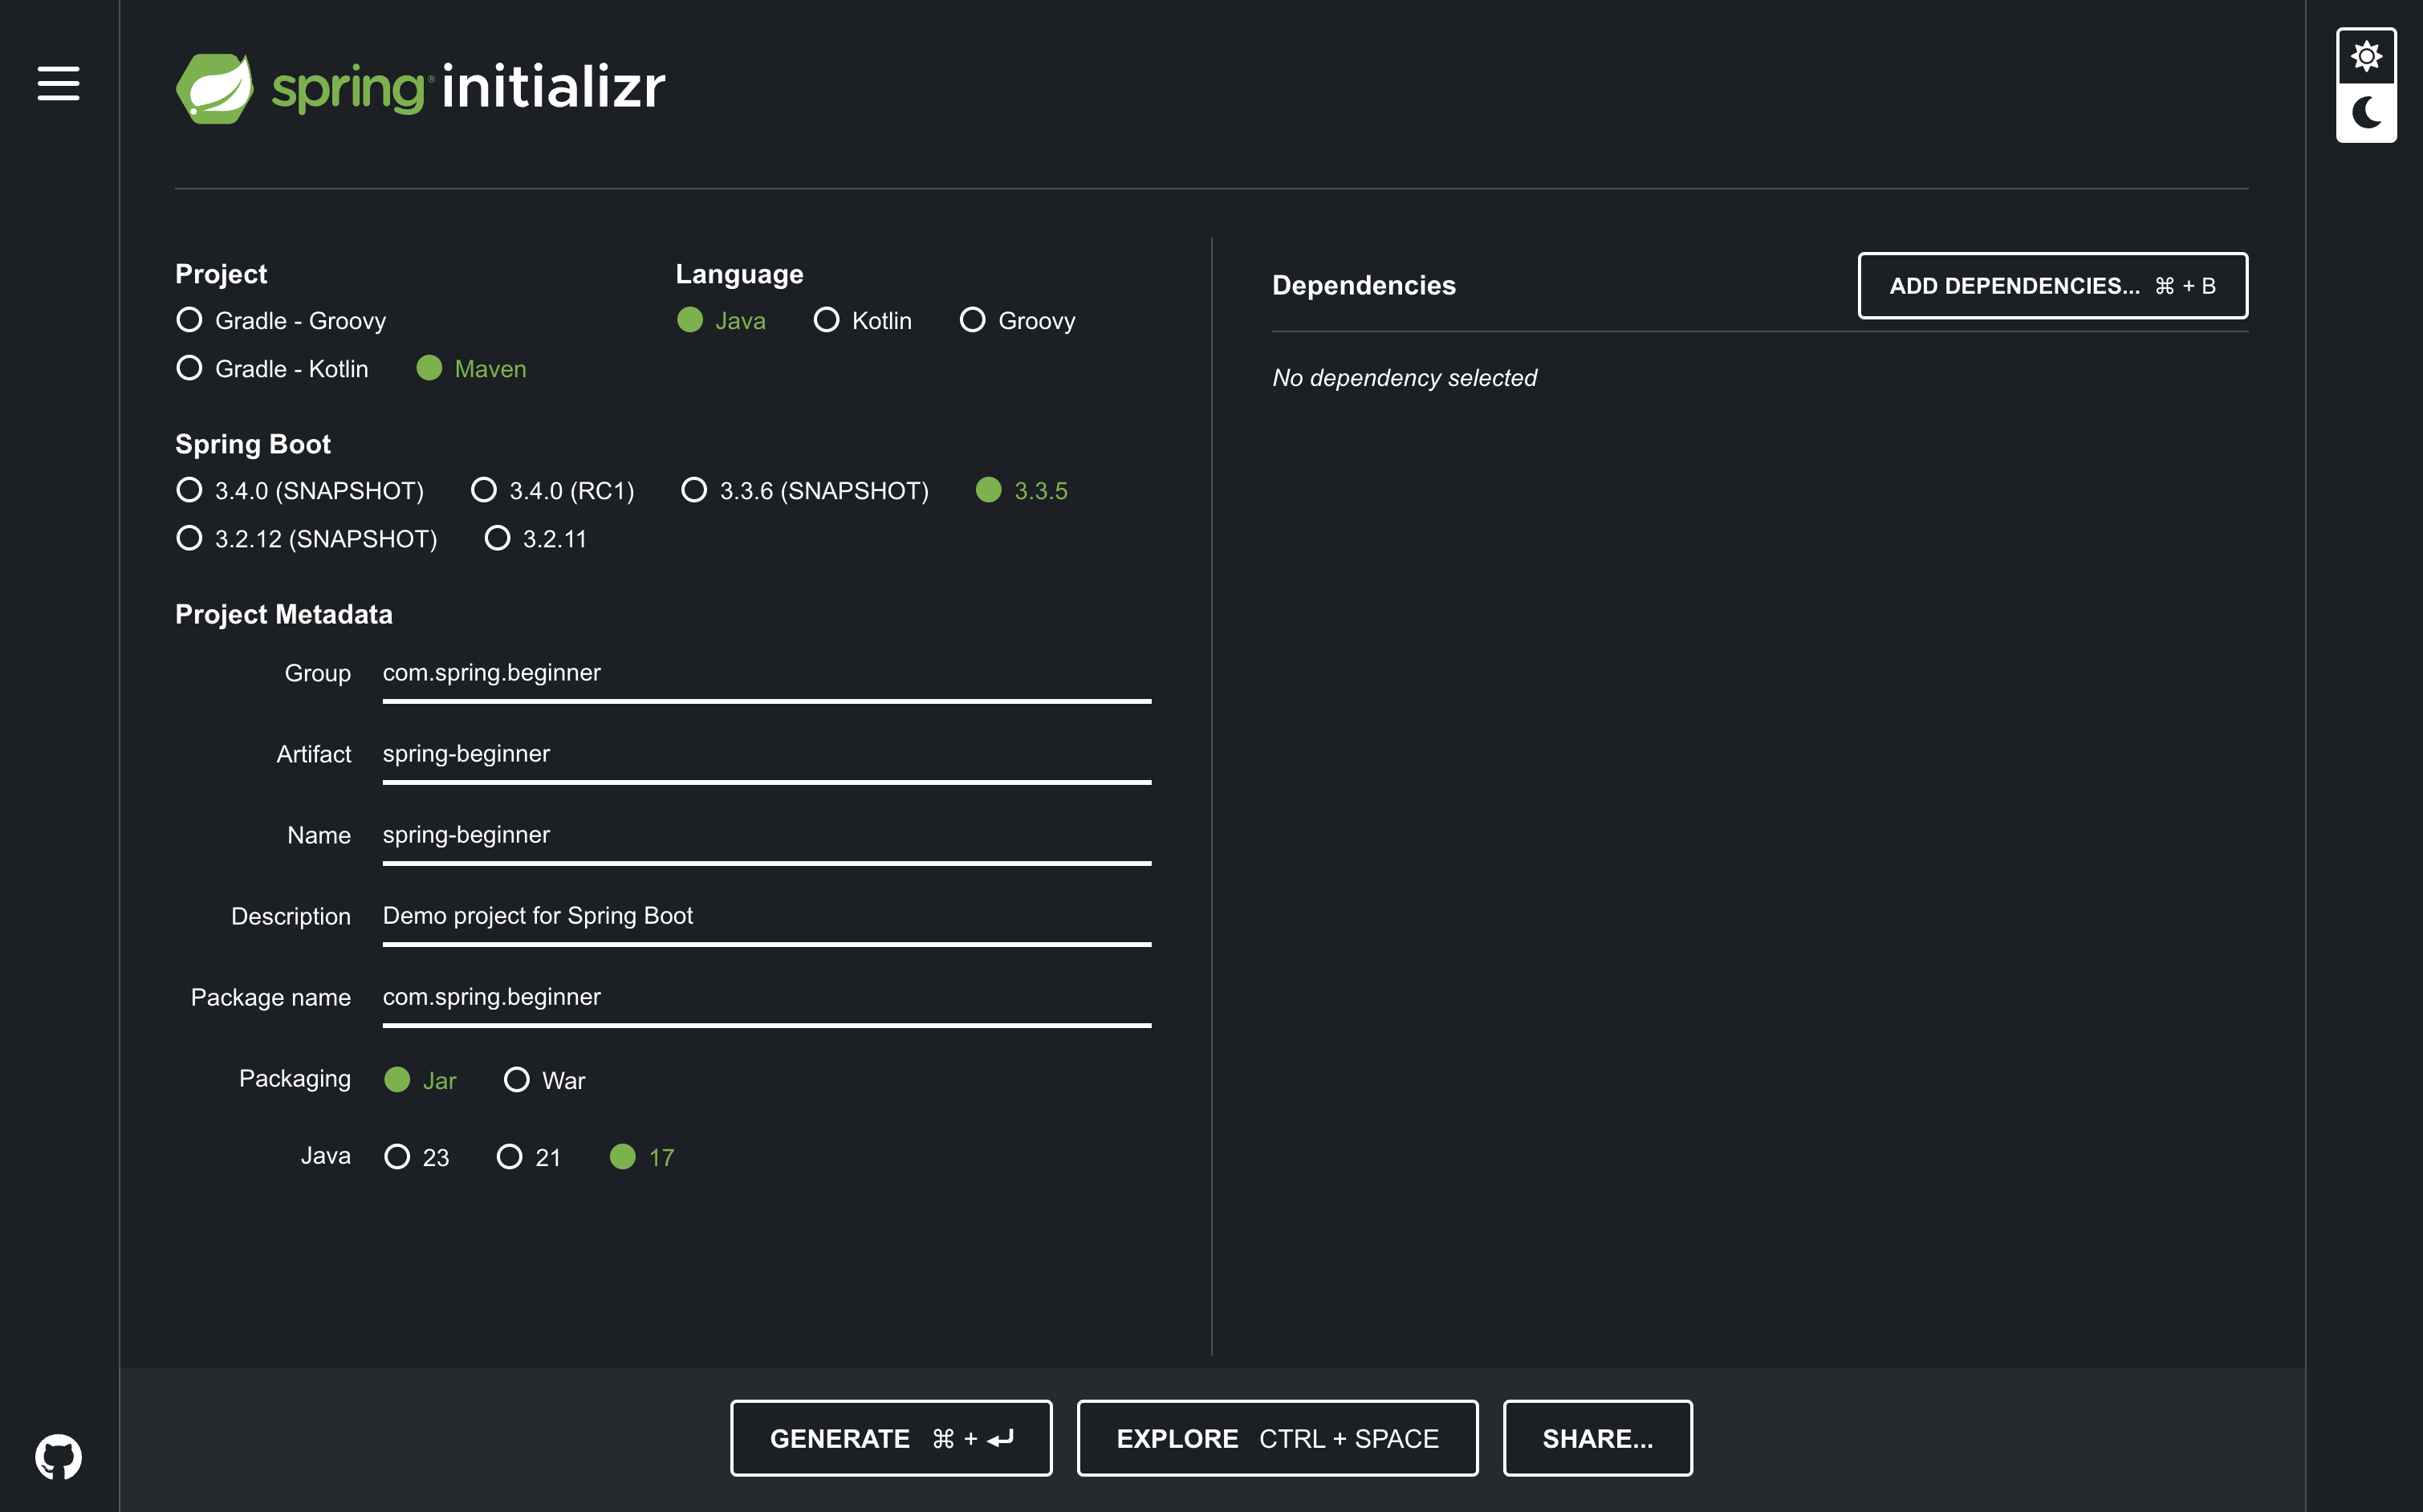 spring® initializr
Project
Gradle - Groovy
Gradle - Kotlin Maven
Language
Java Kotlin Groovy
Spring Boot
3.4.0 (SNAPSHOT) 3.4.0 (RC1) 3.3.6 (SNAPSHOT) 3.3.5
3.2.12 (SNAPSHOT) 3.2.11
Project Metadata
Group com.spring.beginner
Artifact spring-beginner
Name spring-beginner
Description Demo project for Spring Boot
Package name com.spring.beginner
Packaging Jar War
Java 23 21 17
Dependencies
ADD DEPENDENCIES... ⌘ + B
No dependency selected
GENERATE ⌘ + ⏎
EXPLORE CTRL + SPACE
SHARE...